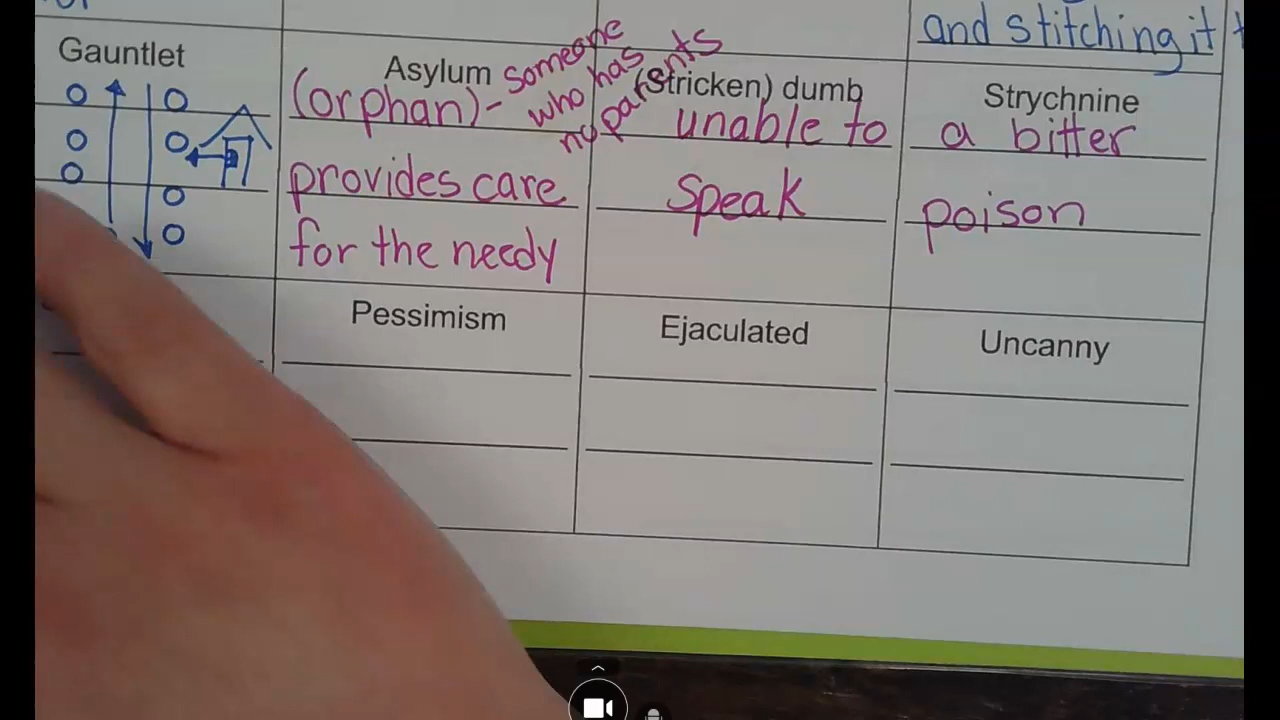 and stitching it
Gauntlet
Asylum
(orphan) - someone
who has
no parents
provides care
for the needy
(Stricken) dumb
unable to
speak
Strychnine
a bitter
poison
Pessimism
Ejaculated
Uncanny